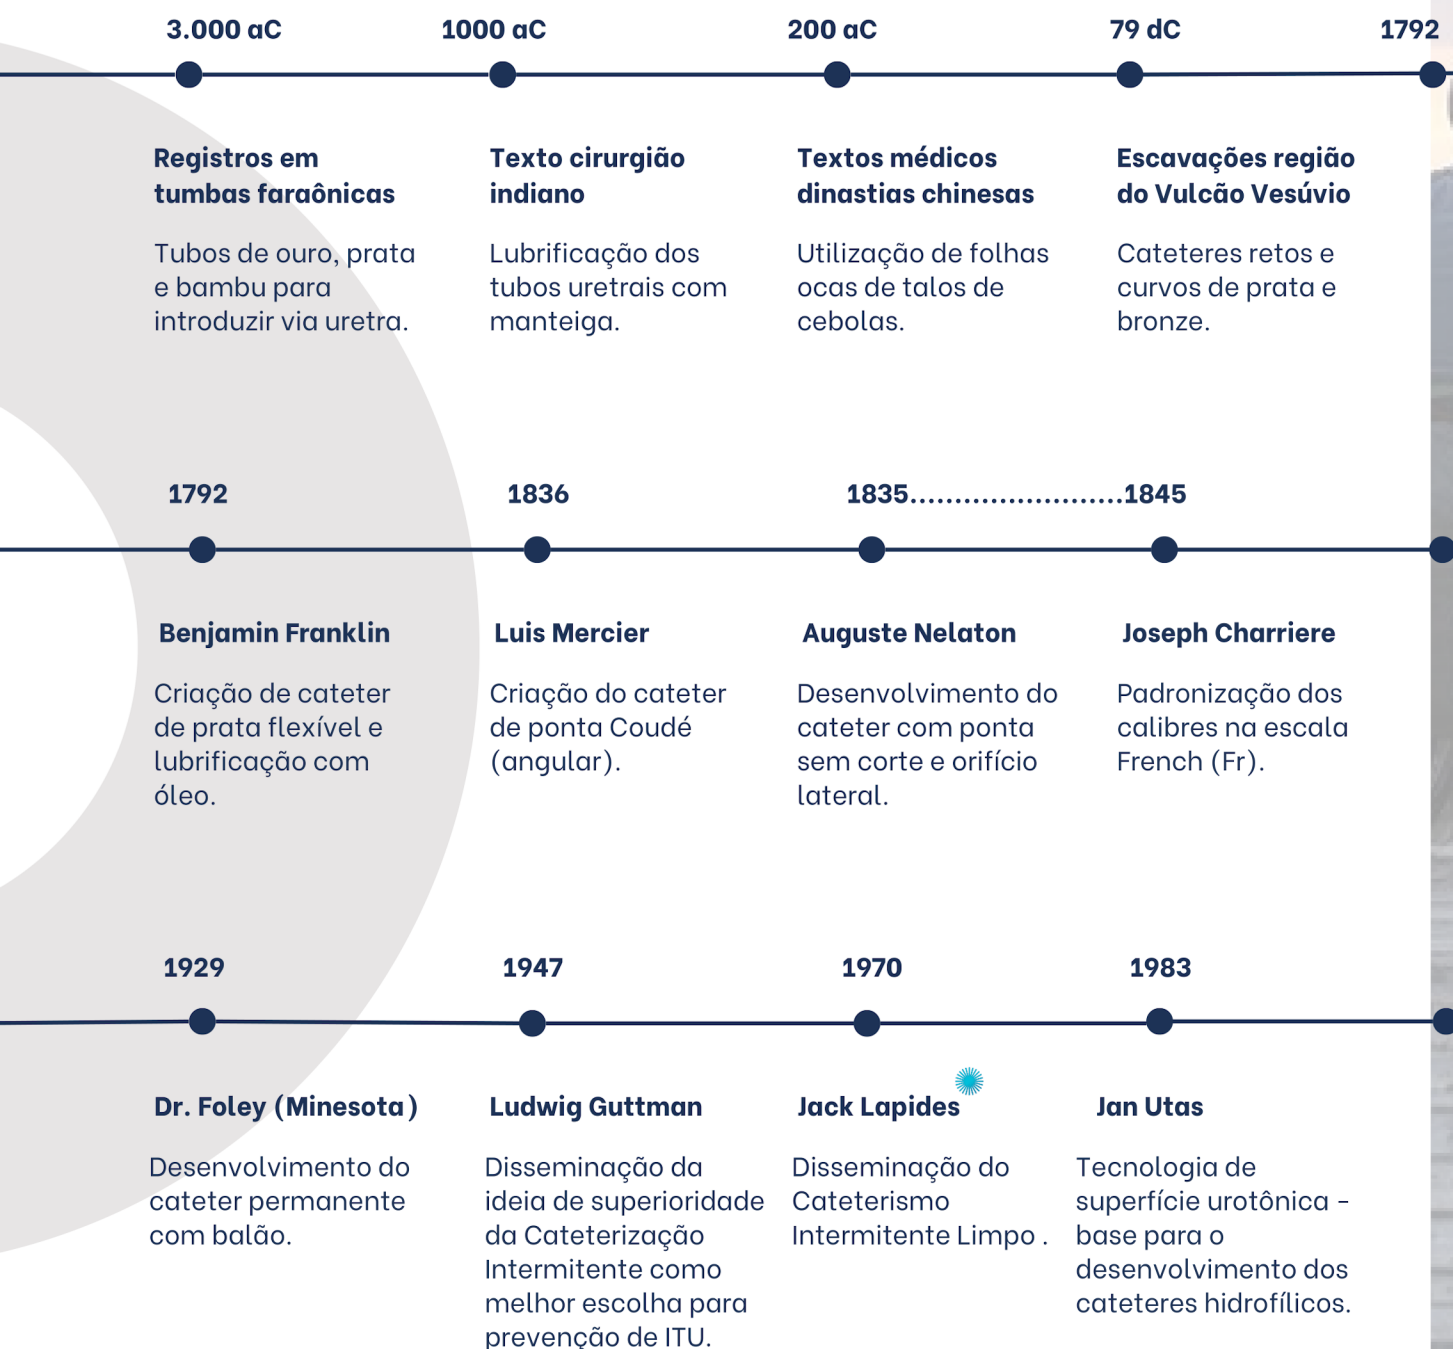 3.000 aC
1000 aC
200 aC
79 dC
1792
Registros em
tumbas faraônicas
Tubos de ouro, prata
e bambu para
introduzir via uretra.
Texto cirurgião
indiano
Lubrificação dos
tubos uretrais com
manteiga.
Textos médicos
dinastias chinesas
Utilização de folhas
ocas de talos de
cebolas.
Escavações região
do Vulcão Vesúvio
Cateteres retos e
curvos de prata e
bronze.
1792
1836
1835........................1845
Benjamin Franklin
Criação de cateter
de prata flexível e
lubrificação com
óleo.
Luis Mercier
Criação do cateter
de ponta Coudé
(angular).
Auguste Nelaton
Desenvolvimento do
cateter com ponta
sem corte e orifício
lateral.
Joseph Charriere
Padronização dos
calibres na escala
French (Fr).
1929
1947
1970
1983
Dr. Foley (Minesota)
Desenvolvimento do
cateter permanente
com balão.
Ludwig Guttman
Disseminação da
ideia de superioridade
da Cateterização
Intermitente como
melhor escolha para
prevenção de ITU.
Jack Lapides
Disseminação do
Cateterismo
Intermitente Limpo .
Jan Utas
Tecnologia de
superfície urotônica -
base para o
desenvolvimento dos
cateteres hidrofílicos.